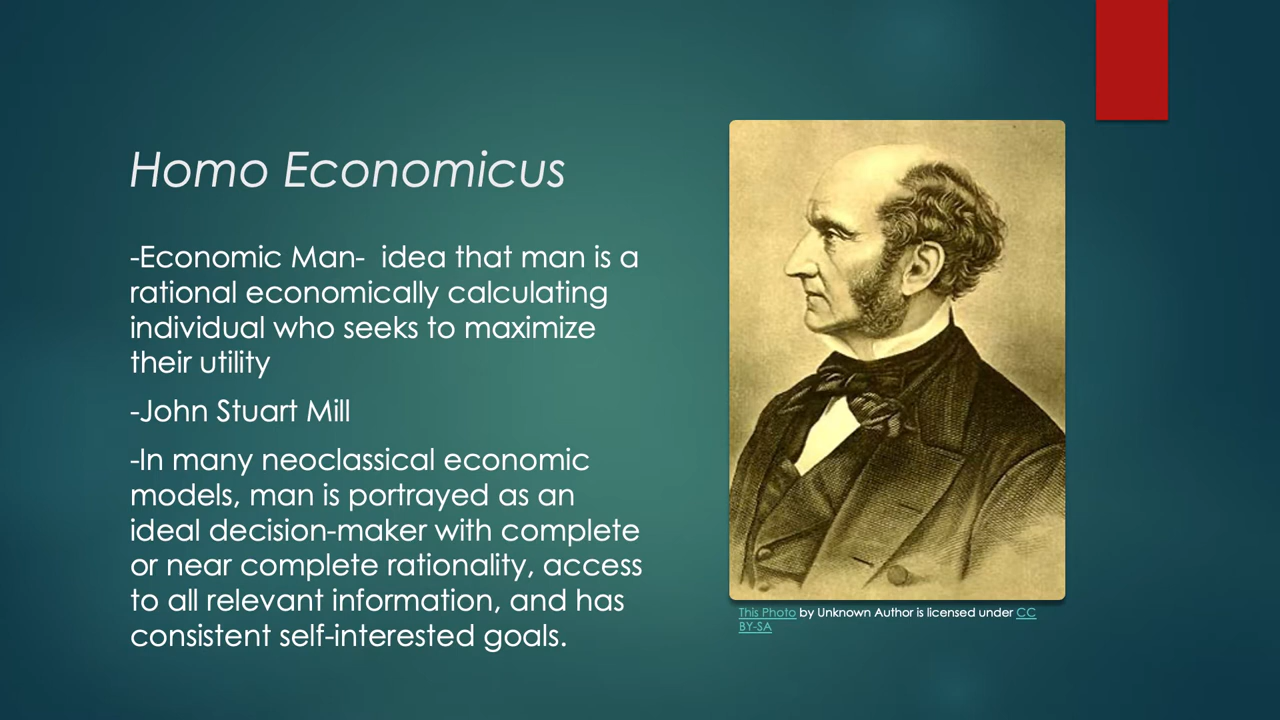 Homo Economicus
-Economic Man-  idea that man is a
rational economically calculating
individual who seeks to maximize
their utility
-John Stuart Mill
-In many neoclassical economic
models, man is portrayed as an
ideal decision-maker with complete
or near complete rationality, access
to all relevant information, and has
consistent self-interested goals.
This Photo by Unknown Author is licensed under CC
BY-SA